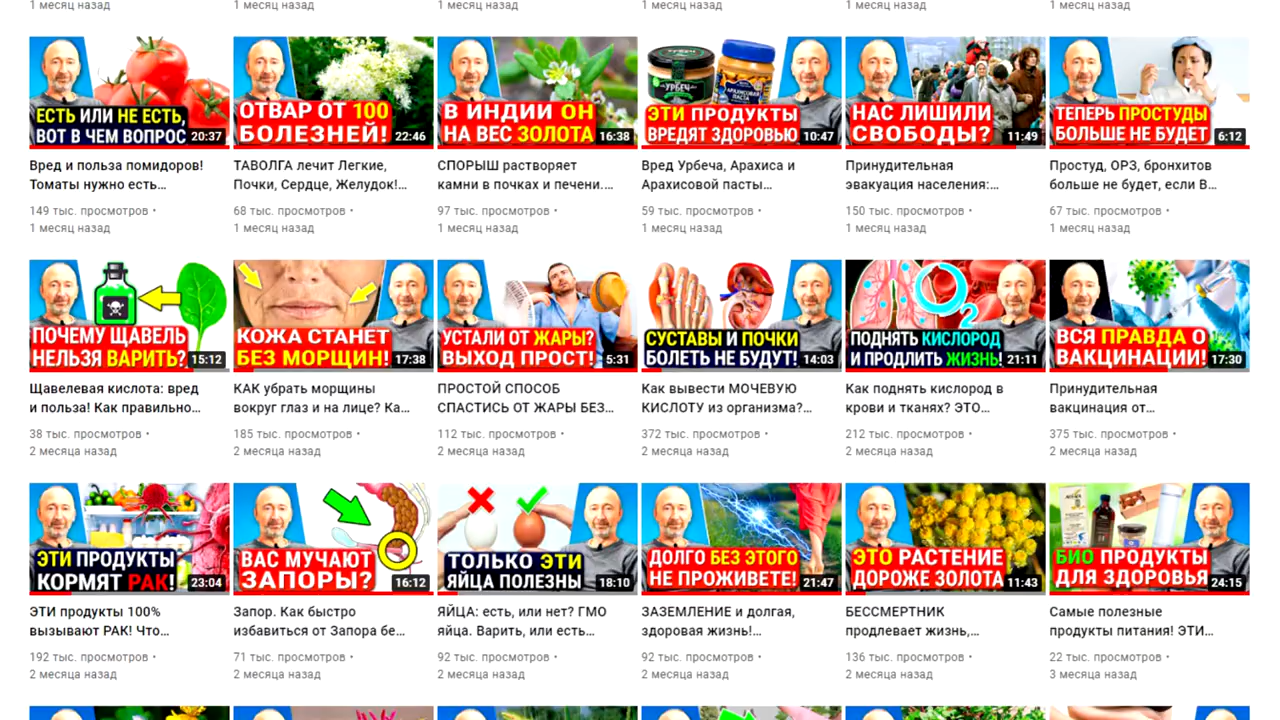 1 месяц назад
1 месяц назад
1 месяц назад
1 месяц назад
1 месяц назад
1 месяц назад
ЕСТЬ ИЛИ НЕ ЕСТЬ,
ВОТ В ЧЕМ ВОПРОС
20:37
Вред и польза помидоров!
Томаты нужно есть…
149 тыс. просмотров •
1 месяц назад
ОТВАР ОТ 100
БОЛЕЗНЕЙ!
22:46
ТАВОЛГА лечит Легкие,
Почки, Сердце, Желудок!…
68 тыс. просмотров •
1 месяц назад
В ИНДИИ ОН
НА ВЕС ЗОЛОТА
16:38
СПОРЫШ растворяет
камни в почках и печени.…
97 тыс. просмотров •
1 месяц назад
УРБЕЧ
АРАХИСОВАЯ
ПАСТА
ЭТИ ПРОДУКТЫ
ВРЕДЯТ ЗДОРОВЬЮ
10:47
Вред Урбеча, Арахиса и
Арахисовой пасты…
59 тыс. просмотров •
1 месяц назад
НАС ЛИШИЛИ
СВОБОДЫ?
11:49
Принудительная
эвакуация населения:…
150 тыс. просмотров •
1 месяц назад
ТЕПЕРЬ ПРОСТУДЫ
БОЛЬШЕ НЕ БУДЕТ
6:12
Простуд, ОРЗ, бронхитов
больше не будет, если В…
67 тыс. просмотров •
1 месяц назад
ПОЧЕМУ ЩАВЕЛЬ
НЕЛЬЗЯ ВАРИТЬ?
15:12
Щавелевая кислота: вред
и польза! Как правильно…
38 тыс. просмотров •
2 месяца назад
КОЖА СТАНЕТ
БЕЗ МОРЩИН!
17:38
КАК убрать морщины
вокруг глаз и на лице? Ка…
185 тыс. просмотров •
2 месяца назад
УСТАЛИ ОТ ЖАРЫ?
ВЫХОД ПРОСТ!
5:31
ПРОСТОЙ СПОСОБ
СПАСТИСЬ ОТ ЖАРЫ БЕЗ…
112 тыс. просмотров •
2 месяца назад
СУСТАВЫ И ПОЧКИ
БОЛЕТЬ НЕ БУДУТ!
14:03
Как вывести МОЧЕВУЮ
КИСЛОТУ из организма?…
372 тыс. просмотров •
2 месяца назад
O2
ПОДНЯТЬ КИСЛОРОД
И ПРОДЛИТЬ ЖИЗНЬ!
21:11
Как поднять кислород в
крови и тканях? ЭТО…
212 тыс. просмотров •
2 месяца назад
ВСЯ ПРАВДА О
ВАКЦИНАЦИИ!
17:30
Принудительная
вакцинация от…
375 тыс. просмотров •
2 месяца назад
ЭТИ ПРОДУКТЫ
КОРМЯТ РАК!
23:04
ЭТИ продукты 100%
вызывают РАК! Что…
192 тыс. просмотров •
2 месяца назад
ВАС МУЧАЮТ
ЗАПОРЫ?
16:12
Запор. Как быстро
избавиться от Запора бе…
71 тыс. просмотров •
2 месяца назад
ТОЛЬКО ЭТИ
ЯЙЦА ПОЛЕЗНЫ
18:10
ЯЙЦА: есть, или нет? ГМО
яйца. Варить, или есть…
92 тыс. просмотров •
2 месяца назад
ДОЛГО БЕЗ ЭТОГО
НЕ ПРОЖИВЕТЕ!
21:47
ЗАЗЕМЛЕНИЕ и долгая,
здоровая жизнь!…
92 тыс. просмотров •
2 месяца назад
ЭТО РАСТЕНИЕ
ДОРОЖЕ ЗОЛОТА
11:43
БЕССМЕРТНИК
продлевает жизнь,…
136 тыс. просмотров •
2 месяца назад
БИО ПРОДУКТЫ
ДЛЯ ЗДОРОВЬЯ
24:15
Самые полезные
продукты питания! ЭТИ…
22 тыс. просмотров •
3 месяца назад